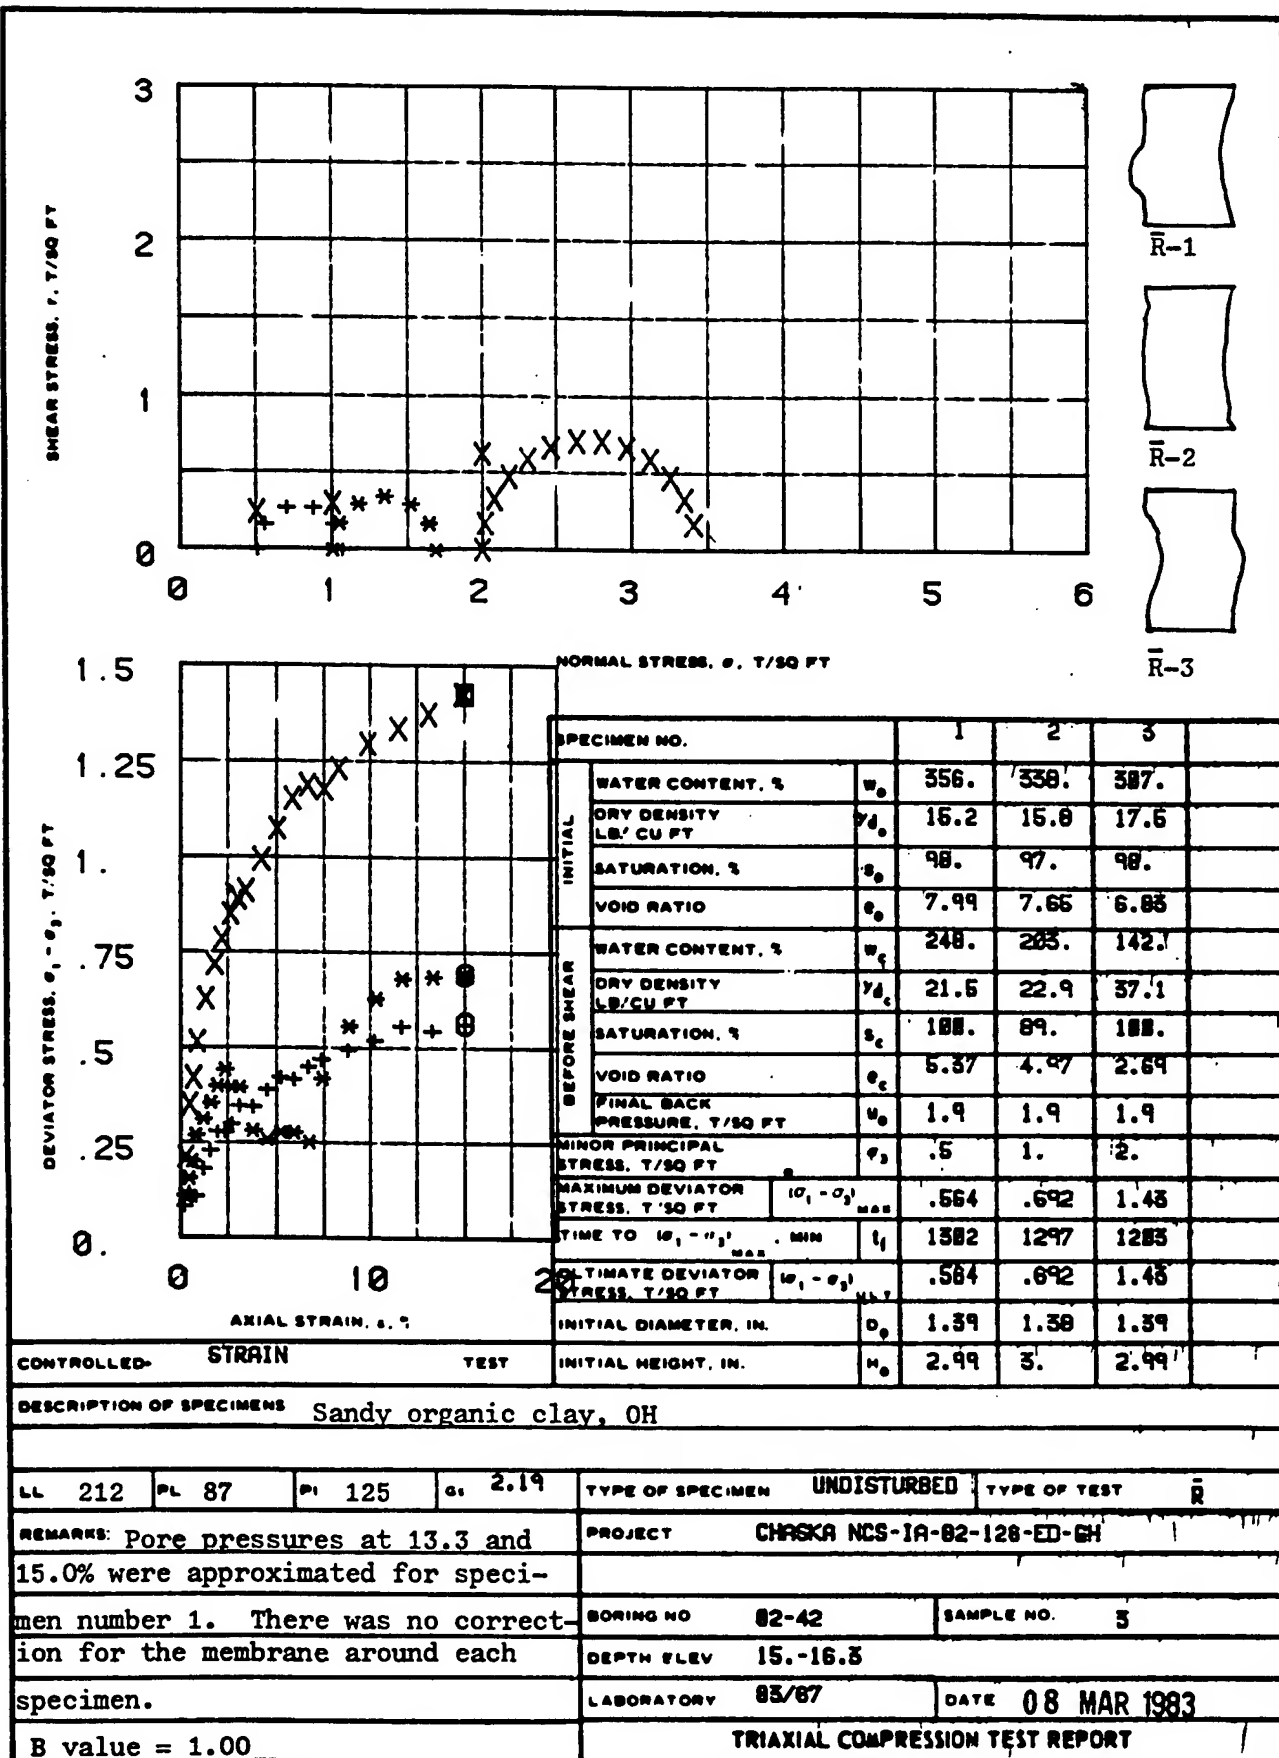 3
2
1
0
SHEAR STRESS, τ, T/SQ FT
0 1 2 3 4 5 6
NORMAL STRESS, σ, T/SQ FT
R̄-1
R̄-2
R̄-3
1.5
1.25
1.
.75
.5
.25
0.
DEVIATOR STRESS, σ₁ - σ₃, T/SQ FT
0 10 20
AXIAL STRAIN, ε, %
CONTROLLED- STRAIN TEST
SPECIMEN NO. 1 2 3
INITIAL
WATER CONTENT, % w₀ 356. 338. 307.
DRY DENSITY LB/ CU FT γd₀ 15.2 15.8 17.5
SATURATION, % S₀ 98. 97. 98.
VOID RATIO e₀ 7.99 7.65 6.83
BEFORE SHEAR
WATER CONTENT, % w_c 248. 203. 142.
DRY DENSITY LB/CU FT γd_c 21.5 22.9 37.1
SATURATION, % S_c 100. 89. 100.
VOID RATIO e_c 5.37 4.97 2.69
FINAL BACK PRESSURE, T/SQ FT u₀ 1.9 1.9 1.9
MINOR PRINCIPAL STRESS, T/SQ FT σ₃ .5 1. 2.
MAXIMUM DEVIATOR STRESS, T/SQ FT (σ₁ - σ₃) MAX .564 .692 1.43
TIME TO (σ₁ - σ₃) MAX , MIN t_f 1302 1297 1203
ULTIMATE DEVIATOR STRESS, T/SQ FT (σ₁ - σ₃) ULT .564 .692 1.43
INITIAL DIAMETER, IN. D₀ 1.39 1.38 1.39
INITIAL HEIGHT, IN. H₀ 2.99 3. 2.99
DESCRIPTION OF SPECIMENS Sandy organic clay, OH
LL 212 PL 87 PI 125 Gs 2.19
TYPE OF SPECIMEN UNDISTURBED TYPE OF TEST R̄
REMARKS: Pore pressures at 13.3 and
15.0% were approximated for speci-
men number 1. There was no correct-
ion for the membrane around each
specimen.
B value = 1.00
PROJECT CHASKA NCS-IA-82-128-ED-GH
BORING NO 82-42 SAMPLE NO. 3
DEPTH ELEV 15.-16.3
LABORATORY 83/67 DATE 08 MAR 1983
TRIAXIAL COMPRESSION TEST REPORT